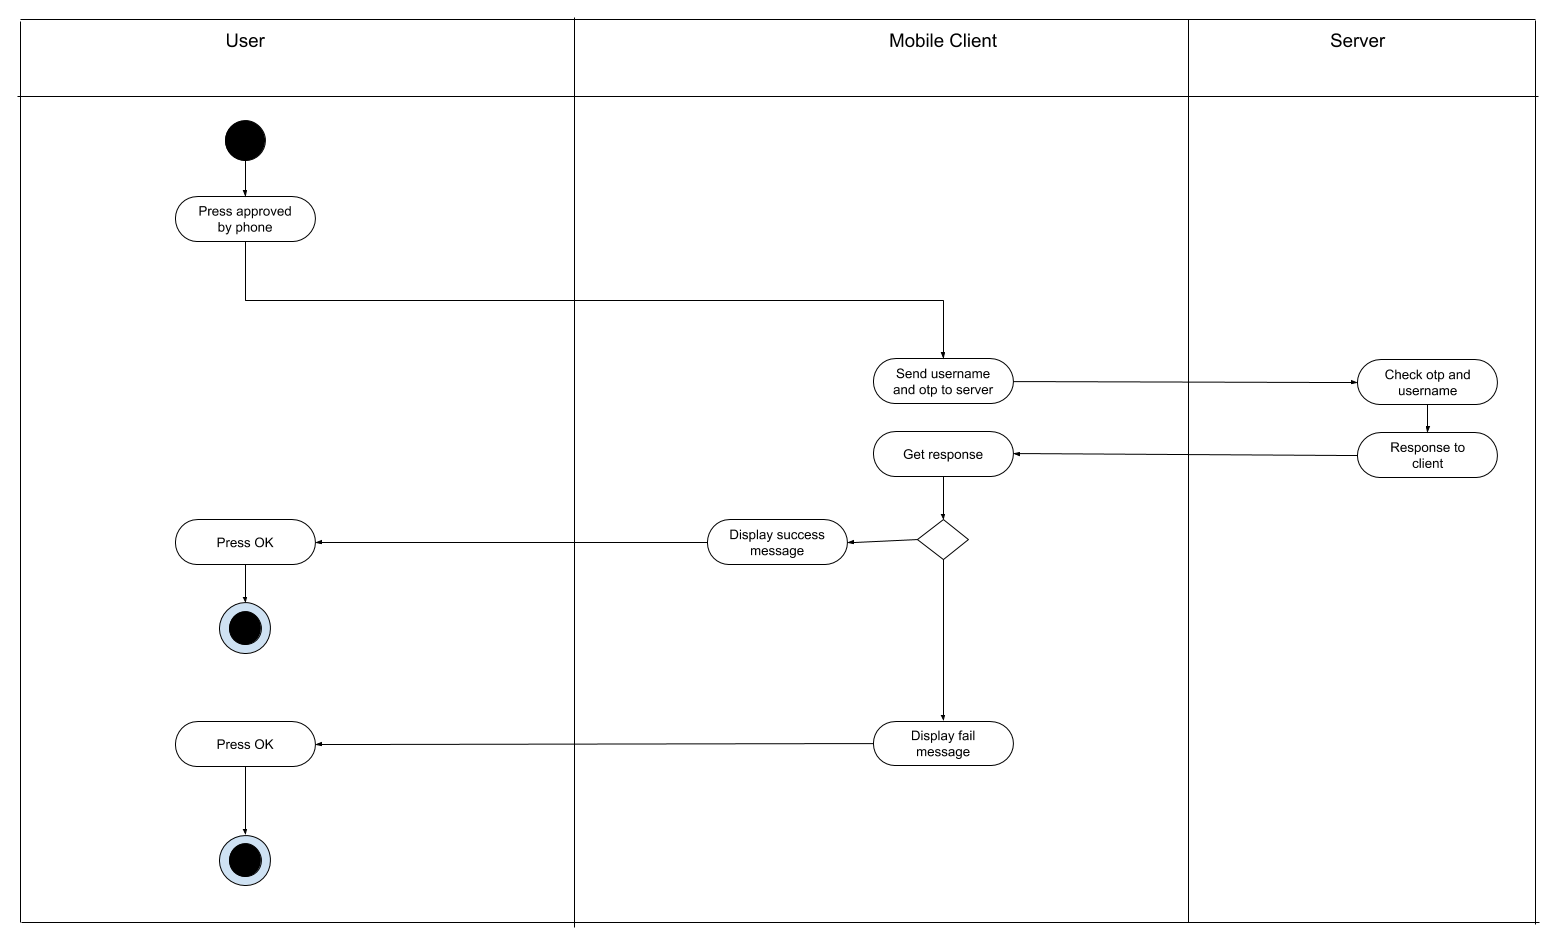 User
Mobile Client
Server
Press approved
by phone
Send username
and otp to server
Check otp and
username
Get response
Response to
client
Press OK
Display success
message
Press OK
Display fail
message